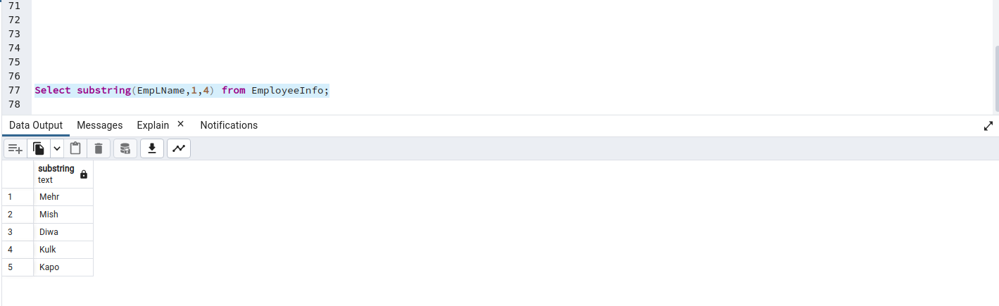 71
72
73
74
75
76
77 Select substring(EmpLName,1,4) from EmployeeInfo;
78
Data Output Messages Explain × Notifications
substring
text
1 Mehr
2 Mish
3 Diwa
4 Kulk
5 Kapo